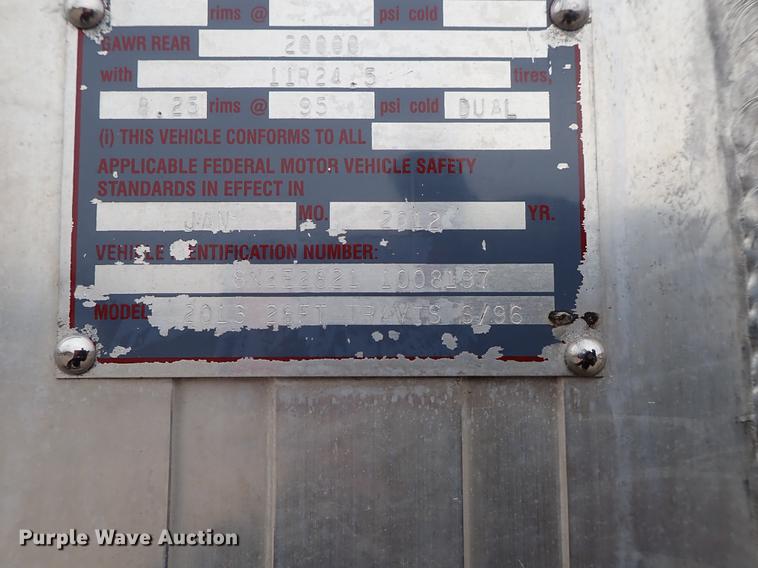 rims @ psi cold
GAWR REAR 20000
with 11R24.5 tires,
8.25 rims @ 95 psi cold DUAL
(i) THIS VEHICLE CONFORMS TO ALL
APPLICABLE FEDERAL MOTOR VEHICLE SAFETY
STANDARDS IN EFFECT IN
JAN MO. 2012 YR.
VEHICLE IDENTIFICATION NUMBER:
MODEL 2013 26FT TRAVIS S/96
Purple Wave Auction